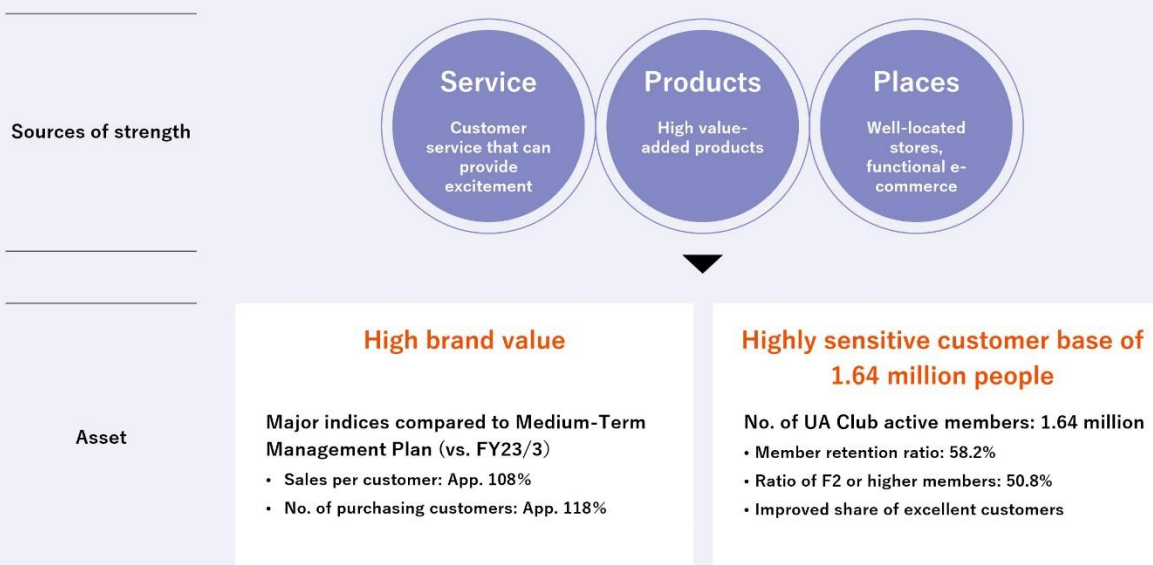 Sources of strength
Service
Customer
service that can
provide
excitement
Products
High value-
added products
Places
Well-located
stores,
functional e-
commerce
Asset
High brand value
Major indices compared to Medium-Term
Management Plan (vs. FY23/3)
• Sales per customer: App. 108%
• No. of purchasing customers: App. 118%
Highly sensitive customer base of
1.64 million people
No. of UA Club active members: 1.64 million
• Member retention ratio: 58.2%
• Ratio of F2 or higher members: 50.8%
• Improved share of excellent customers